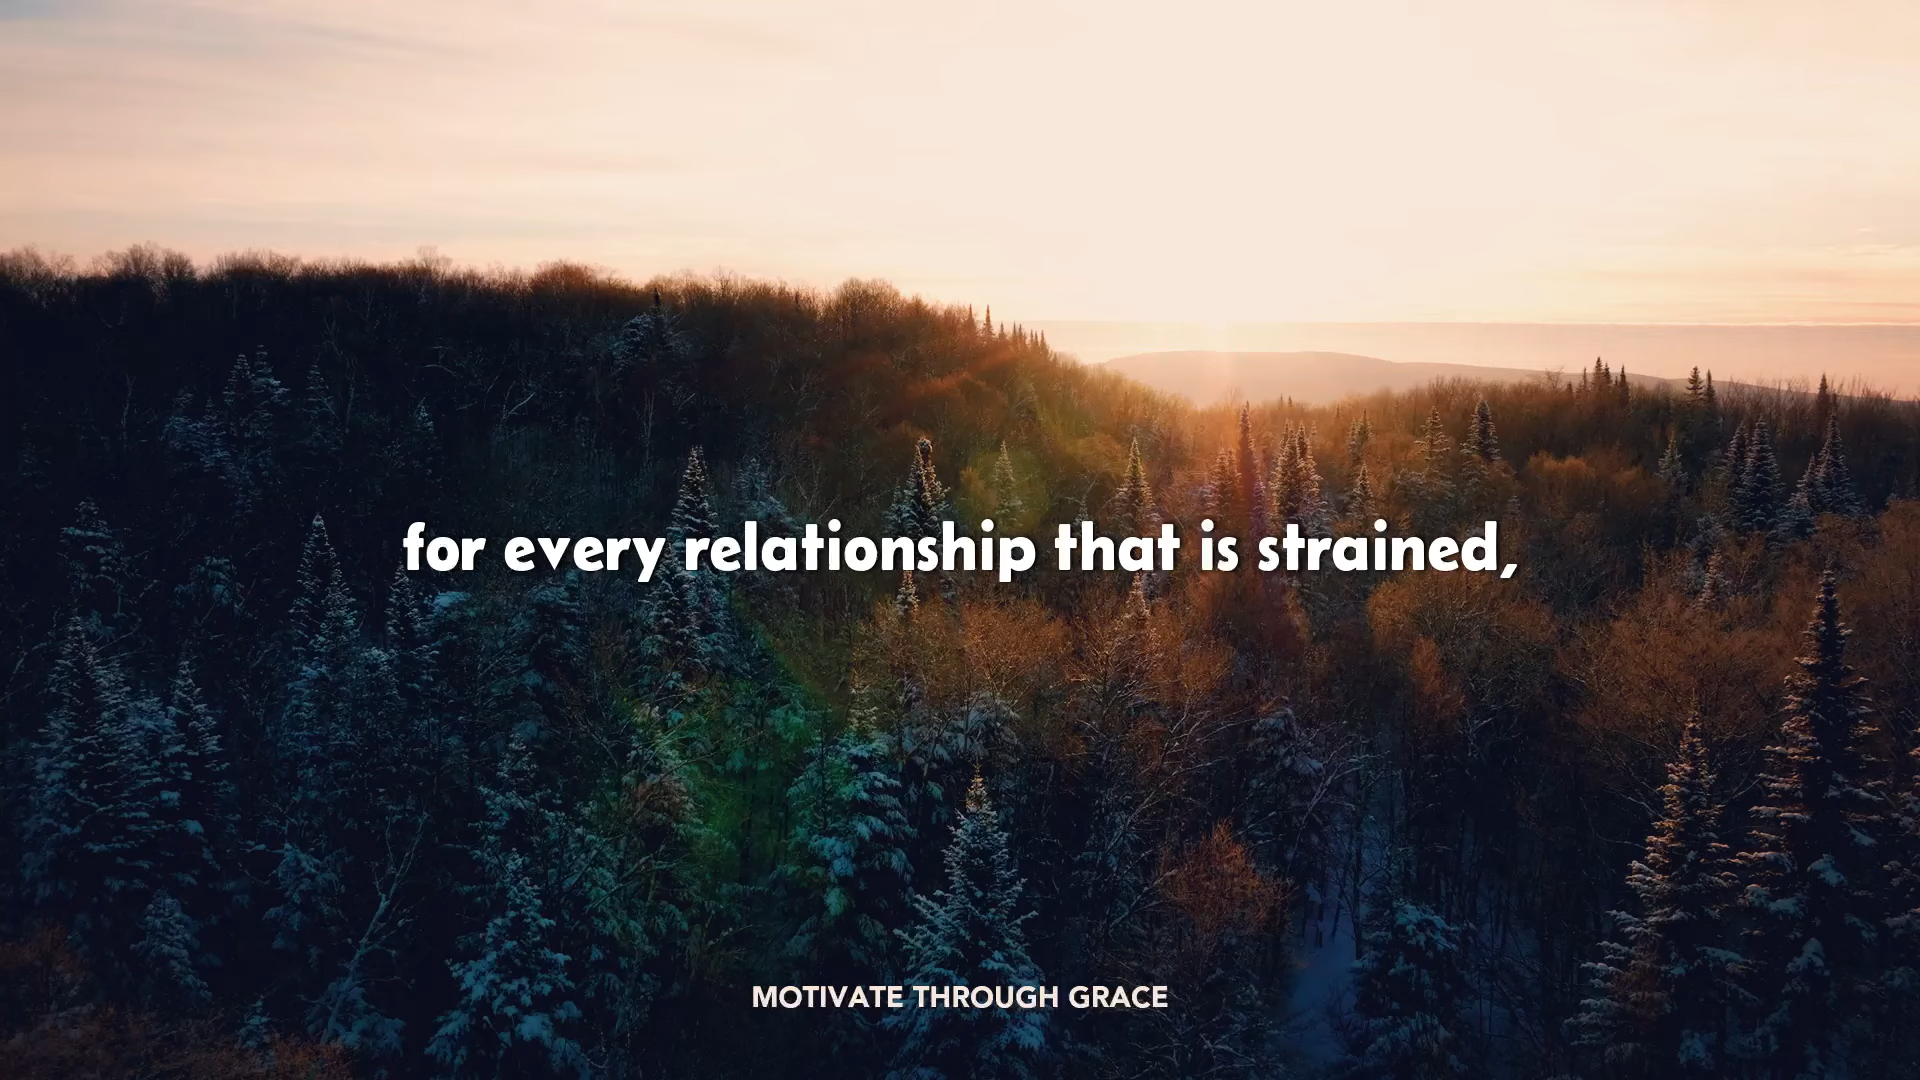 for every relationship that is strained,
MOTIVATE THROUGH GRACE